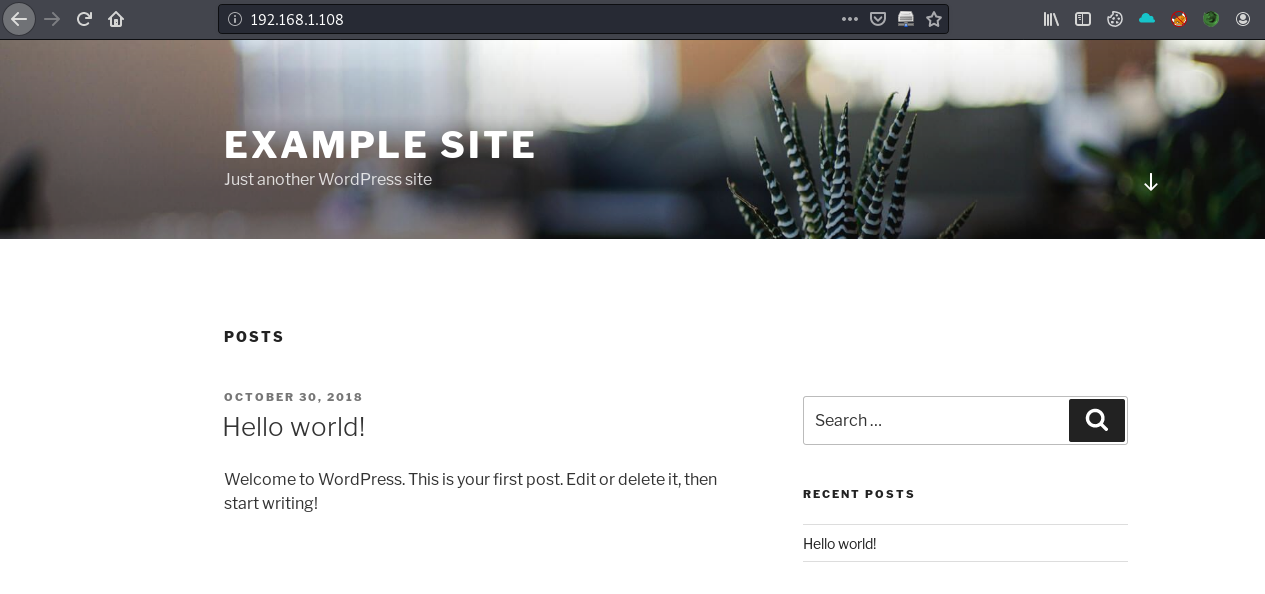 192.168.1.108
EXAMPLE SITE
Just another WordPress site
POSTS
OCTOBER 30, 2018
Hello world!
Welcome to WordPress. This is your first post. Edit or delete it, then
start writing!
Search …
RECENT POSTS
Hello world!